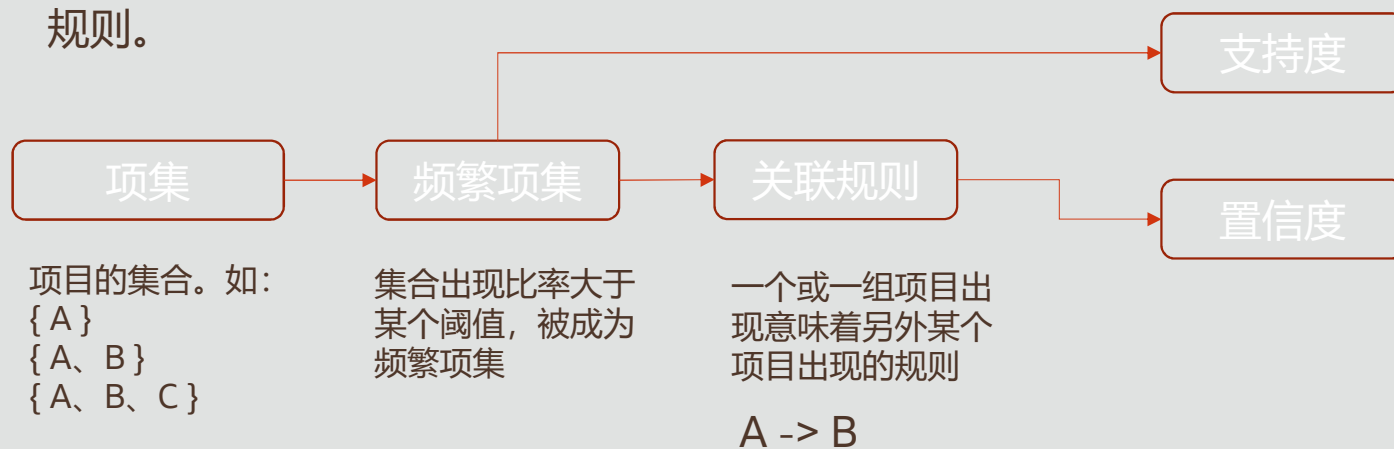 规则。
支持度
项集
频繁项集
关联规则
置信度
项目的集合。如：
{ A }
{ A、B }
{ A、B、C }
集合出现比率大于
某个阈值，被成为
频繁项集
一个或一组项目出
现意味着另外某个
项目出现的规则
A -> B